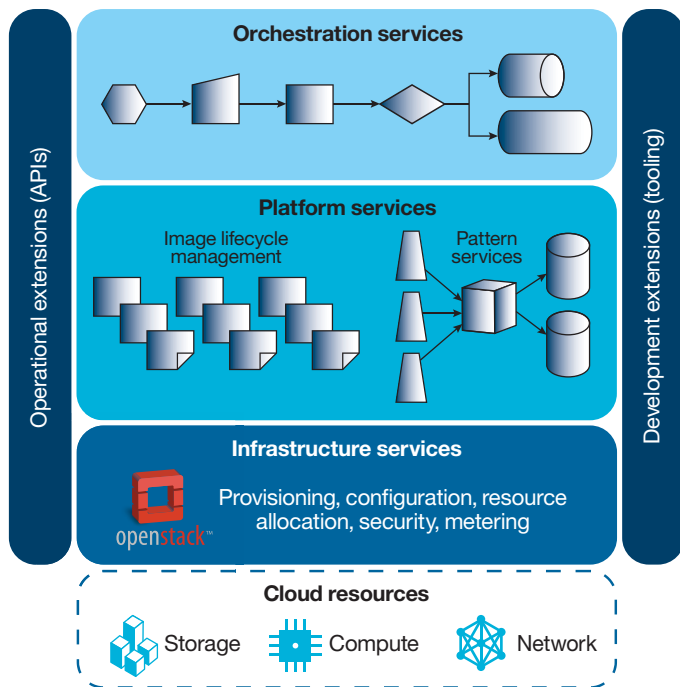 Orchestration services
Operational extensions (APIs)
Development extensions (tooling)
Platform services
Image lifecycle
management
Pattern
services
Infrastructure services
openstack™
Provisioning, configuration, resource
allocation, security, metering
Cloud resources
Storage
Compute
Network